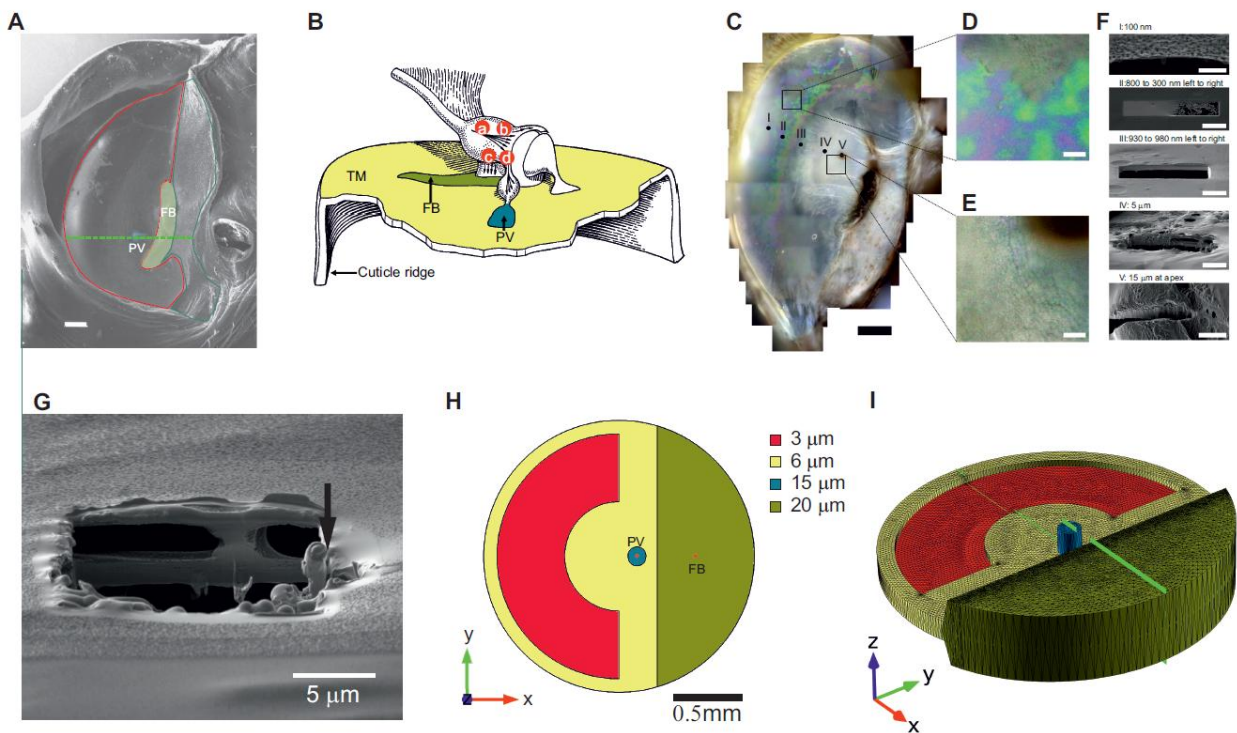 A
FB
PV
B
a
b
c
d
TM
FB
PV
Cuticle ridge
C
I
II
III
IV
V
D
E
F
I:100 nm
II:800 to 300 nm left to right
III:930 to 980 nm left to right
IV: 5 μm
V: 15 μm at apex
G
5 μm
H
PV
FB
3 μm
6 μm
15 μm
20 μm
y
x
0.5mm
I
z
y
x